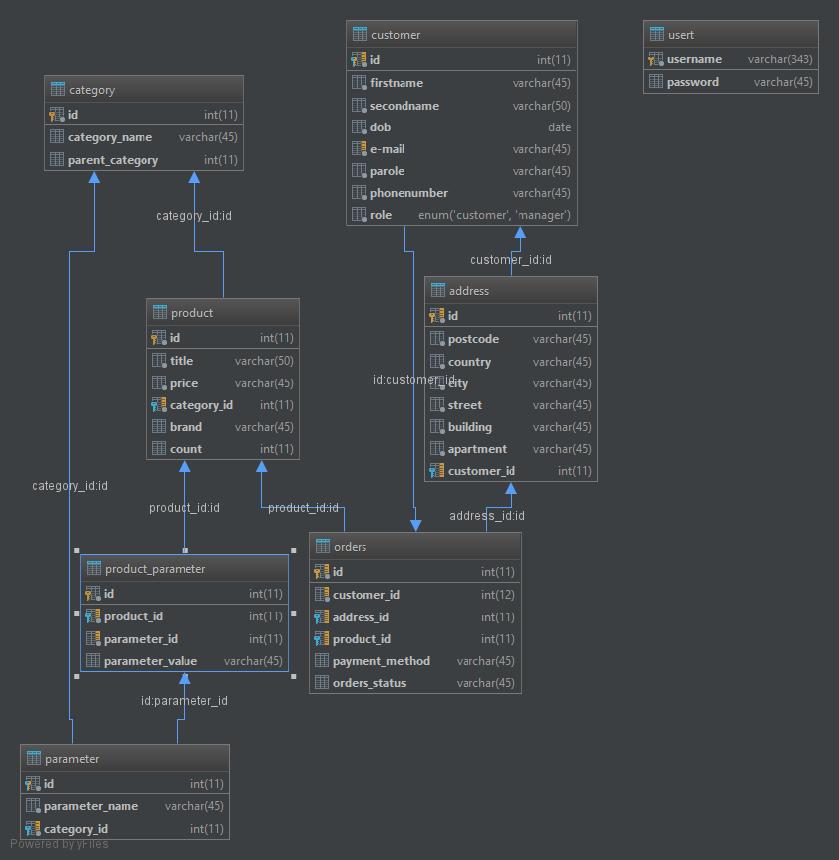 customer
id int(11)
firstname varchar(45)
secondname varchar(50)
dob date
e-mail varchar(45)
parole varchar(45)
phonenumber varchar(45)
role enum('customer', 'manager')
usert
username varchar(343)
password varchar(45)
category
id int(11)
category_name varchar(45)
parent_category int(11)
category_id:id
customer_id:id
address
id int(11)
postcode varchar(45)
country varchar(45)
city varchar(45)
street varchar(45)
building varchar(45)
apartment varchar(45)
customer_id int(11)
id:customer_id
product
id int(11)
title varchar(50)
price varchar(45)
category_id int(11)
brand varchar(45)
count int(11)
category_id:id
product_id:id
product_id:id
address_id:id
orders
id int(11)
customer_id int(12)
address_id int(11)
product_id int(11)
payment_method varchar(45)
orders_status varchar(45)
product_parameter
id int(11)
product_id int(11)
parameter_id int(11)
parameter_value varchar(45)
id:parameter_id
parameter
id int(11)
parameter_name varchar(45)
category_id int(11)
Powered by yFiles